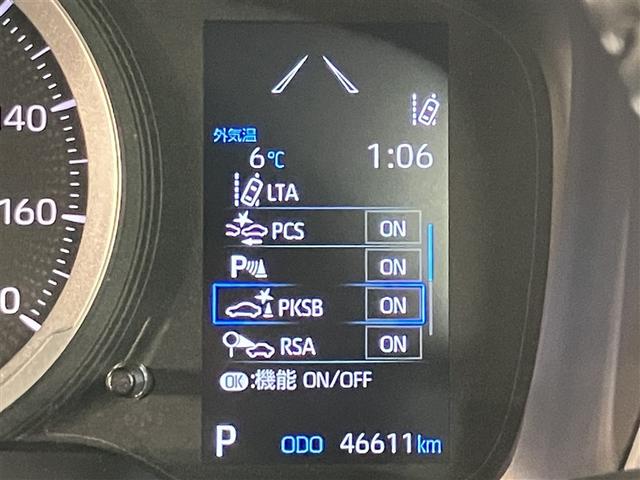 140
160
外気温
6℃ 1:06
LTA
PCS ON
P ON
PKSB ON
RSA ON
OK:機能 ON/OFF
P ODO 46611km